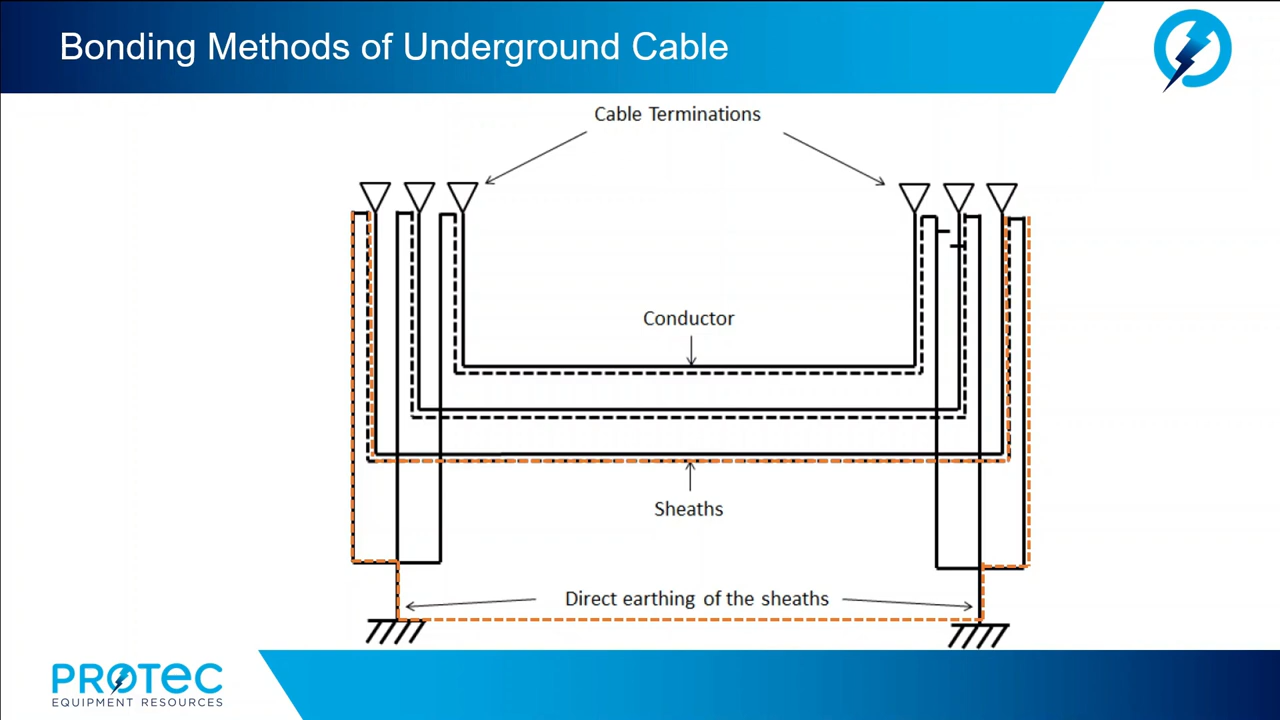 Bonding Methods of Underground Cable
Cable Terminations
Conductor
Sheaths
Direct earthing of the sheaths
PROTEC
EQUIPMENT RESOURCES